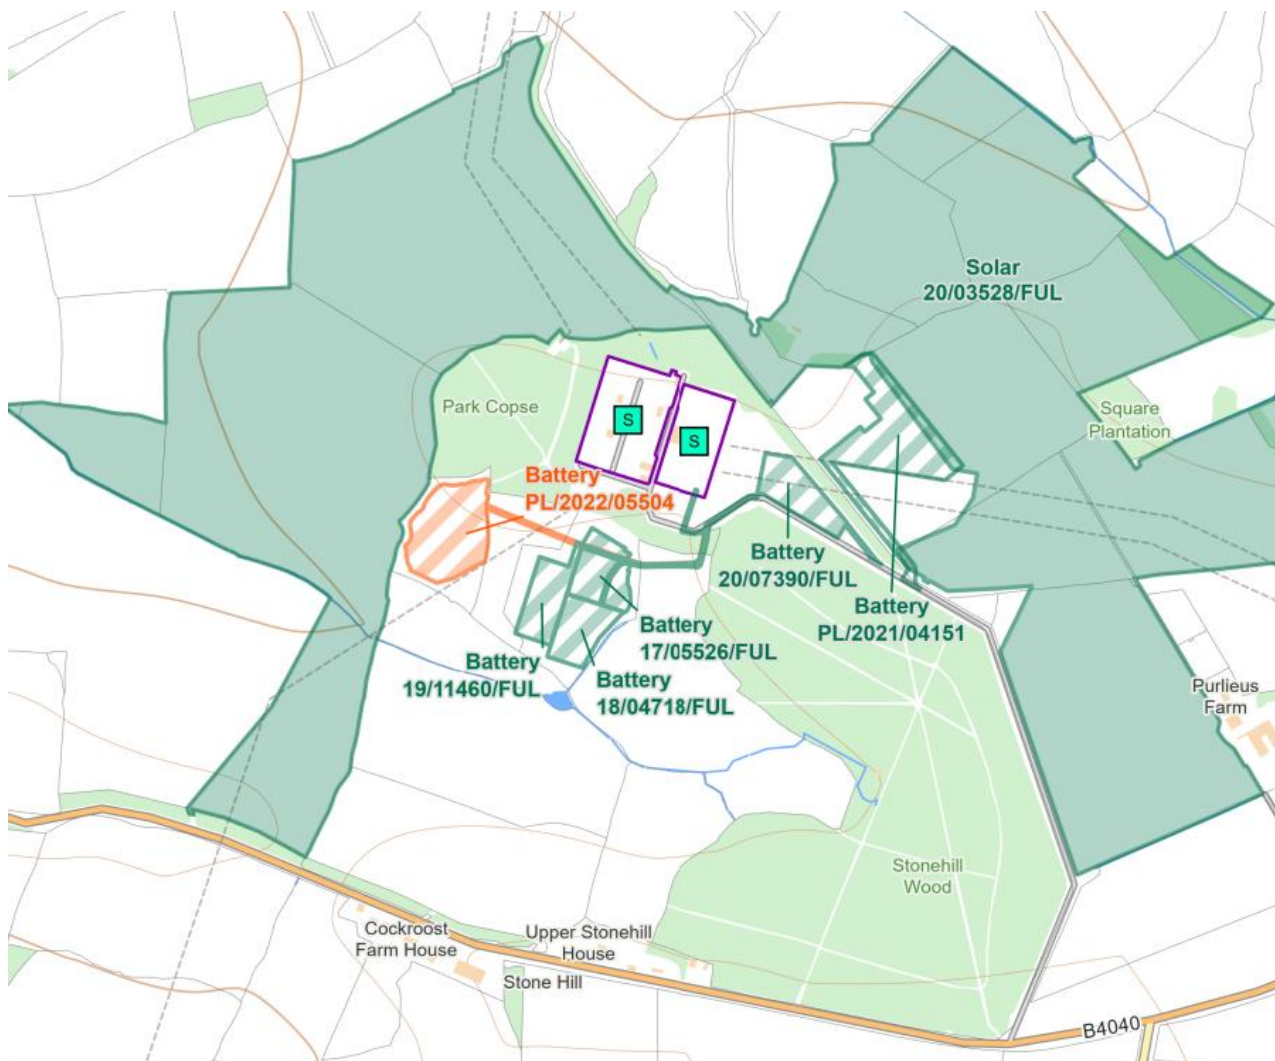 Solar
20/03528/FUL
Park Copse
S
S
Square
Plantation
Battery
PL/2022/05504
Battery
20/07390/FUL
Battery
PL/2021/04151
Battery
17/05526/FUL
Battery
19/11460/FUL
Battery
18/04718/FUL
Purlieus
Farm
Stonehill
Wood
Cockroost
Farm House
Upper Stonehill
House
Stone Hill
B4040